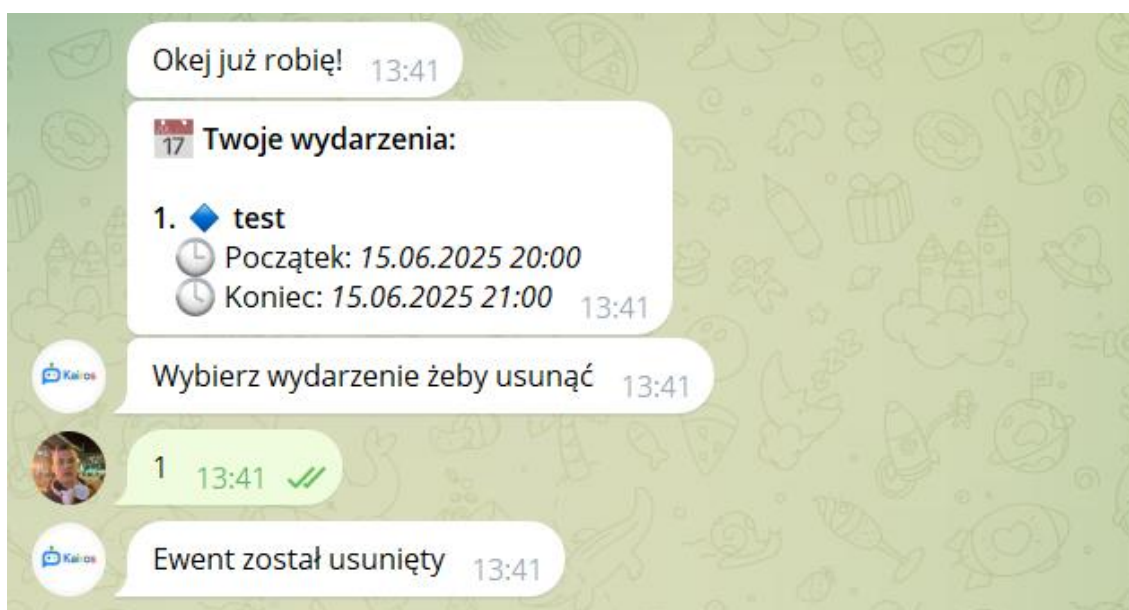 Okej już robię! 13:41
17 Twoje wydarzenia:
1. test
Początek: 15.06.2025 20:00
Koniec: 15.06.2025 21:00 13:41
Kairos
Wybierz wydarzenie żeby usunąć 13:41
1 13:41
Kairos
Ewent został usunięty 13:41